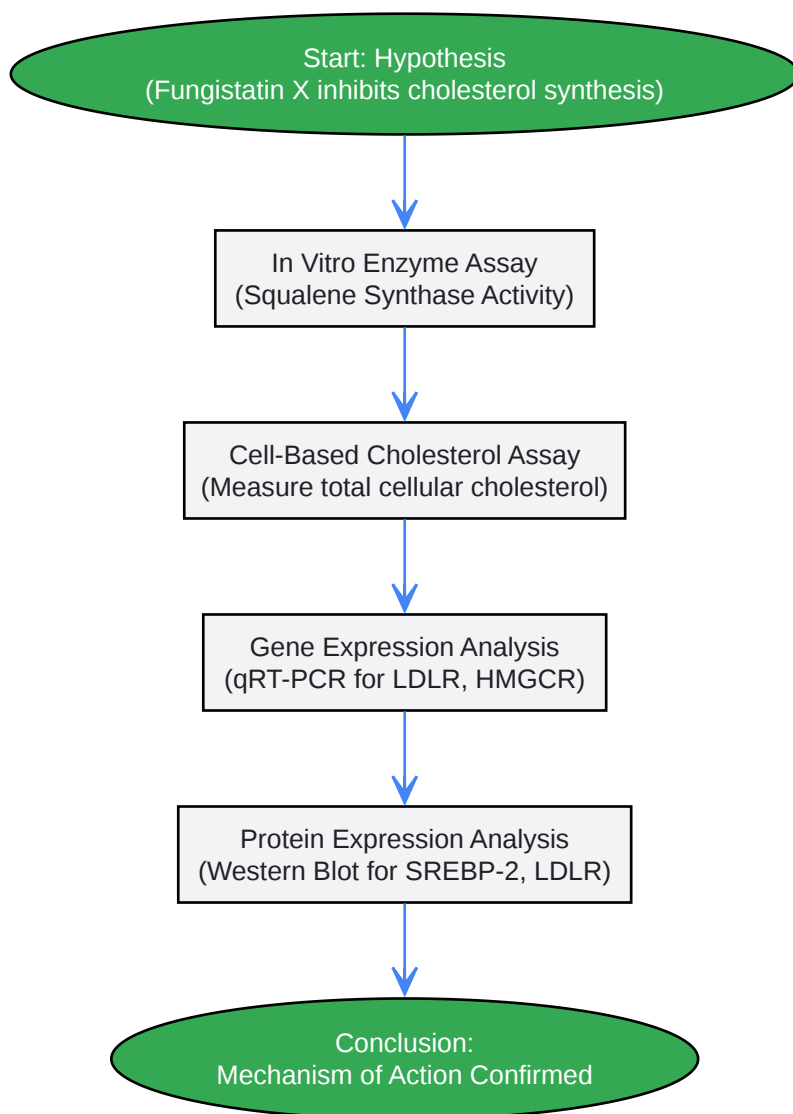 Start: Hypothesis
(Fungistatin X inhibits cholesterol synthesis)
In Vitro Enzyme Assay
(Squalene Synthase Activity)
Cell-Based Cholesterol Assay
(Measure total cellular cholesterol)
Gene Expression Analysis
(qRT-PCR for LDLR, HMGCR)
Protein Expression Analysis
(Western Blot for SREBP-2, LDLR)
Conclusion:
Mechanism of Action Confirmed